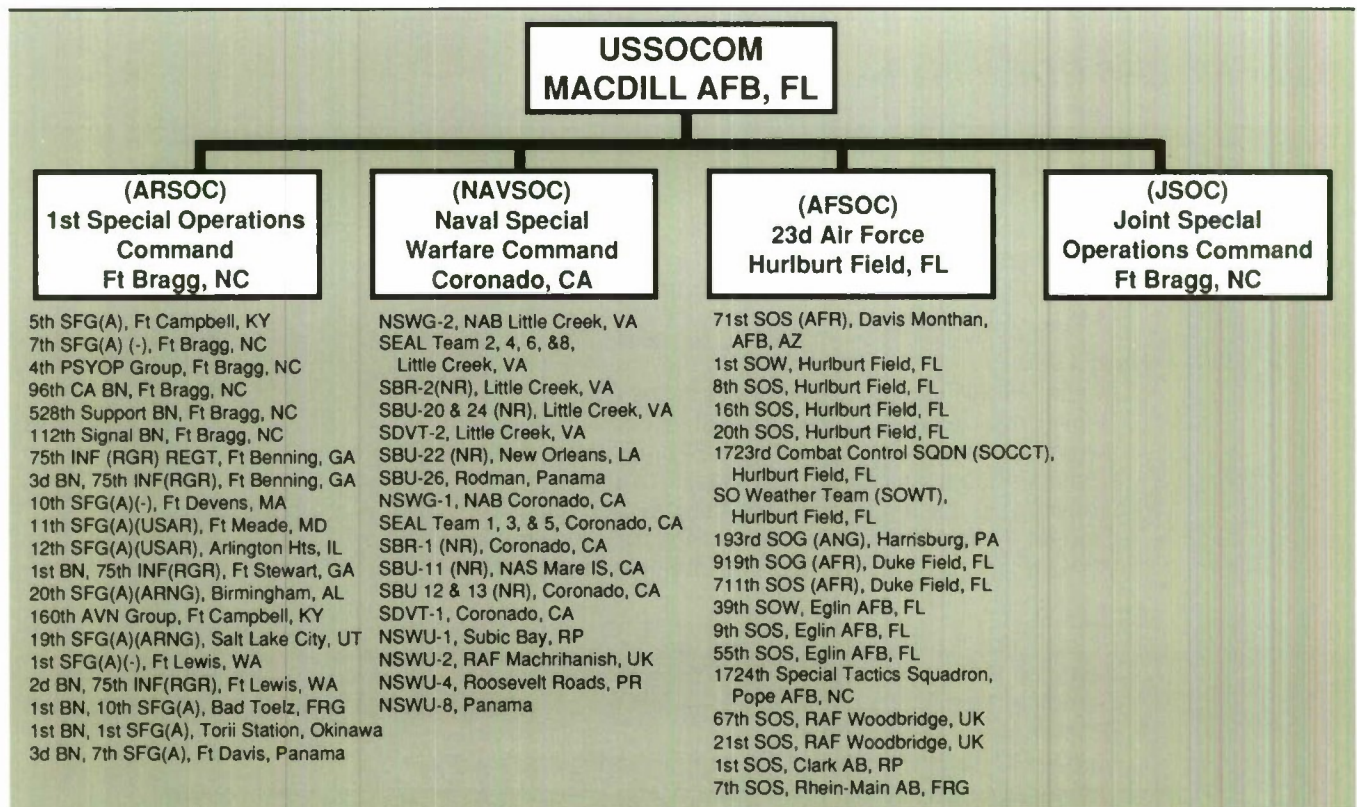 USSOCOM
MACDILL AFB, FL
(ARSOC)
1st Special Operations
Command
Ft Bragg, NC
(NAVSOC)
Naval Special
Warfare Command
Coronado, CA
(AFSOC)
23d Air Force
Hurlburt Field, FL
(JSOC)
Joint Special
Operations Command
Ft Bragg, NC
5th SFG(A), Ft Campbell, KY
7th SFG(A) (-), Ft Bragg, NC
4th PSYOP Group, Ft Bragg, NC
96th CA BN, Ft Bragg, NC
528th Support BN, Ft Bragg, NC
112th Signal BN, Ft Bragg, NC
75th INF (RGR) REGT, Ft Benning, GA
3d BN, 75th INF(RGR), Ft Benning, GA
10th SFG(A)(-), Ft Devens, MA
11th SFG(A)(USAR), Ft Meade, MD
12th SFG(A)(USAR), Arlington Hts, IL
1st BN, 75th INF(RGR), Ft Stewart, GA
20th SFG(A)(ARNG), Birmingham, AL
160th AVN Group, Ft Campbell, KY
19th SFG(A)(ARNG), Salt Lake City, UT
1st SFG(A)(-), Ft Lewis, WA
2d BN, 75th INF(RGR), Ft Lewis, WA
1st BN, 10th SFG(A), Bad Toelz, FRG
1st BN, 1st SFG(A), Torii Station, Okinawa
3d BN, 7th SFG(A), Ft Davis, Panama
NSWG-2, NAB Little Creek, VA
SEAL Team 2, 4, 6, &8,
Little Creek, VA
SBR-2(NR), Little Creek, VA
SBU-20 & 24 (NR), Little Creek, VA
SDVT-2, Little Creek, VA
SBU-22 (NR), New Orleans, LA
SBU-26, Rodman, Panama
NSWG-1, NAB Coronado, CA
SEAL Team 1, 3, & 5, Coronado, CA
SBR-1 (NR), Coronado, CA
SBU-11 (NR), NAS Mare IS, CA
SBU 12 & 13 (NR), Coronado, CA
SDVT-1, Coronado, CA
NSWU-1, Subic Bay, RP
NSWU-2, RAF Machrihanish, UK
NSWU-4, Roosevelt Roads, PR
NSWU-8, Panama
71st SOS (AFR), Davis Monthan,
AFB, AZ
1st SOW, Hurlburt Field, FL
8th SOS, Hurlburt Field, FL
16th SOS, Hurlburt Field, FL
20th SOS, Hurlburt Field, FL
1723rd Combat Control SQDN (SOCCT),
Hurlburt Field, FL
SO Weather Team (SOWT),
Hurlburt Field, FL
193rd SOG (ANG), Harrisburg, PA
919th SOG (AFR), Duke Field, FL
711th SOS (AFR), Duke Field, FL
39th SOW, Eglin AFB, FL
9th SOS, Eglin AFB, FL
55th SOS, Eglin AFB, FL
1724th Special Tactics Squadron,
Pope AFB, NC
67th SOS, RAF Woodbridge, UK
21st SOS, RAF Woodbridge, UK
1st SOS, Clark AB, RP
7th SOS, Rhein-Main AB, FRG